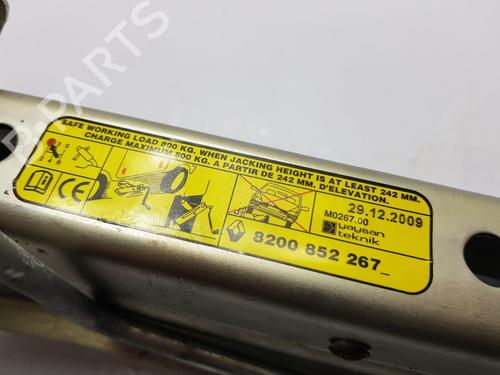 SAFE WORKING LOAD 800 KG. WHEN JACKING HEIGHT IS AT LEAST 242 MM.
CHARGE MAXIMUM 800 KG. A PARTIR DE 242 MM. D'ELEVATION.
CE
29.12.2009
M0267.00
yaysan
teknik
8200 852 267_
B-PARTS